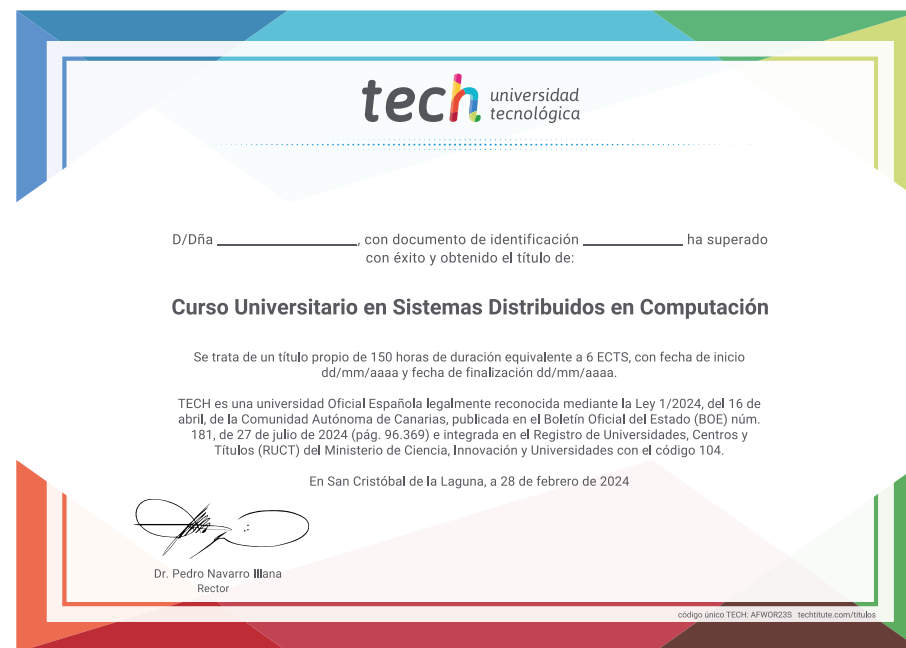 tech universidad
tecnológica
D/Dña ____________________, con documento de identificación ______________ ha superado
con éxito y obtenido el título de:
Curso Universitario en Sistemas Distribuidos en Computación
Se trata de un título propio de 150 horas de duración equivalente a 6 ECTS, con fecha de inicio
dd/mm/aaaa y fecha de finalización dd/mm/aaaa.
TECH es una universidad Oficial Española legalmente reconocida mediante la Ley 1/2024, del 16 de
abril, de la Comunidad Autónoma de Canarias, publicada en el Boletín Oficial del Estado (BOE) núm.
181, de 27 de julio de 2024 (pág. 96.369) e integrada en el Registro de Universidades, Centros y
Títulos (RUCT) del Ministerio de Ciencia, Innovación y Universidades con el código 104.
En San Cristóbal de la Laguna, a 28 de febrero de 2024
Dr. Pedro Navarro Illana
Rector
código único TECH: AFWOR23S techtitute.com/titulos